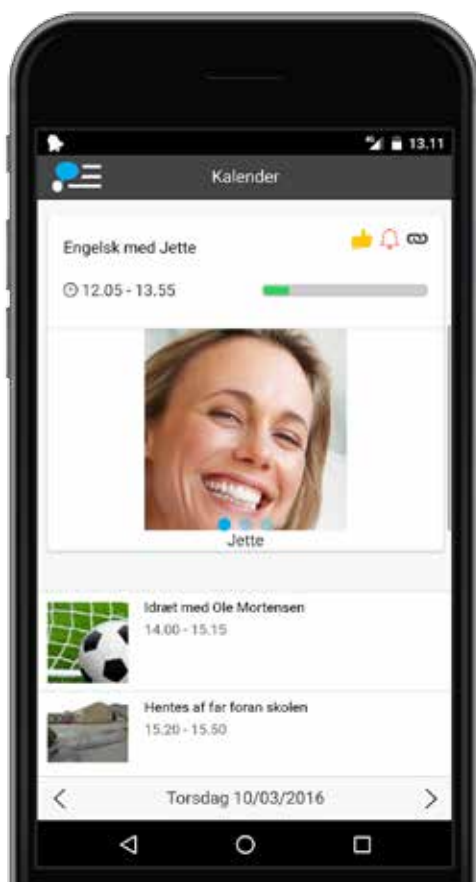 13.11
Kalender
Engelsk med Jette
12.05 - 13.55
Jette
Idræt med Ole Mortensen
14.00 - 15.15
Hentes af far foran skolen
15.20 - 15.50
Torsdag 10/03/2016